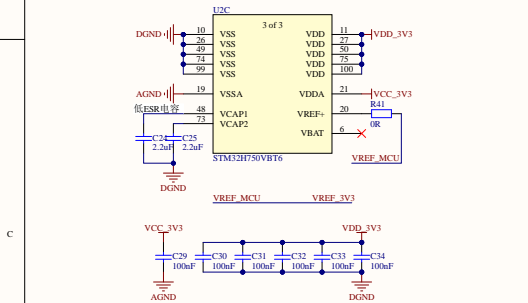 U2C
3 of 3
DGND
10 VSS VDD 11 VDD_3V3
26 VSS VDD 27
49 VSS VDD 50
74 VSS VDD 75
99 VSS VDD 100
AGND 19 VSSA VDDA 21 VCC_3V3
低ESR电容 48 VCAP1 VREF+ 20 R41
73 VCAP2 0R
VBAT 6
C24 C25
2.2uF 2.2uF
STM32H750VBT6 VREF_MCU
DGND
VREF_MCU VREF_3V3
C
VCC_3V3 VDD_3V3
C29 C30 C31 C32 C33 C34
100nF 100nF 100nF 100nF 100nF 100nF
AGND DGND